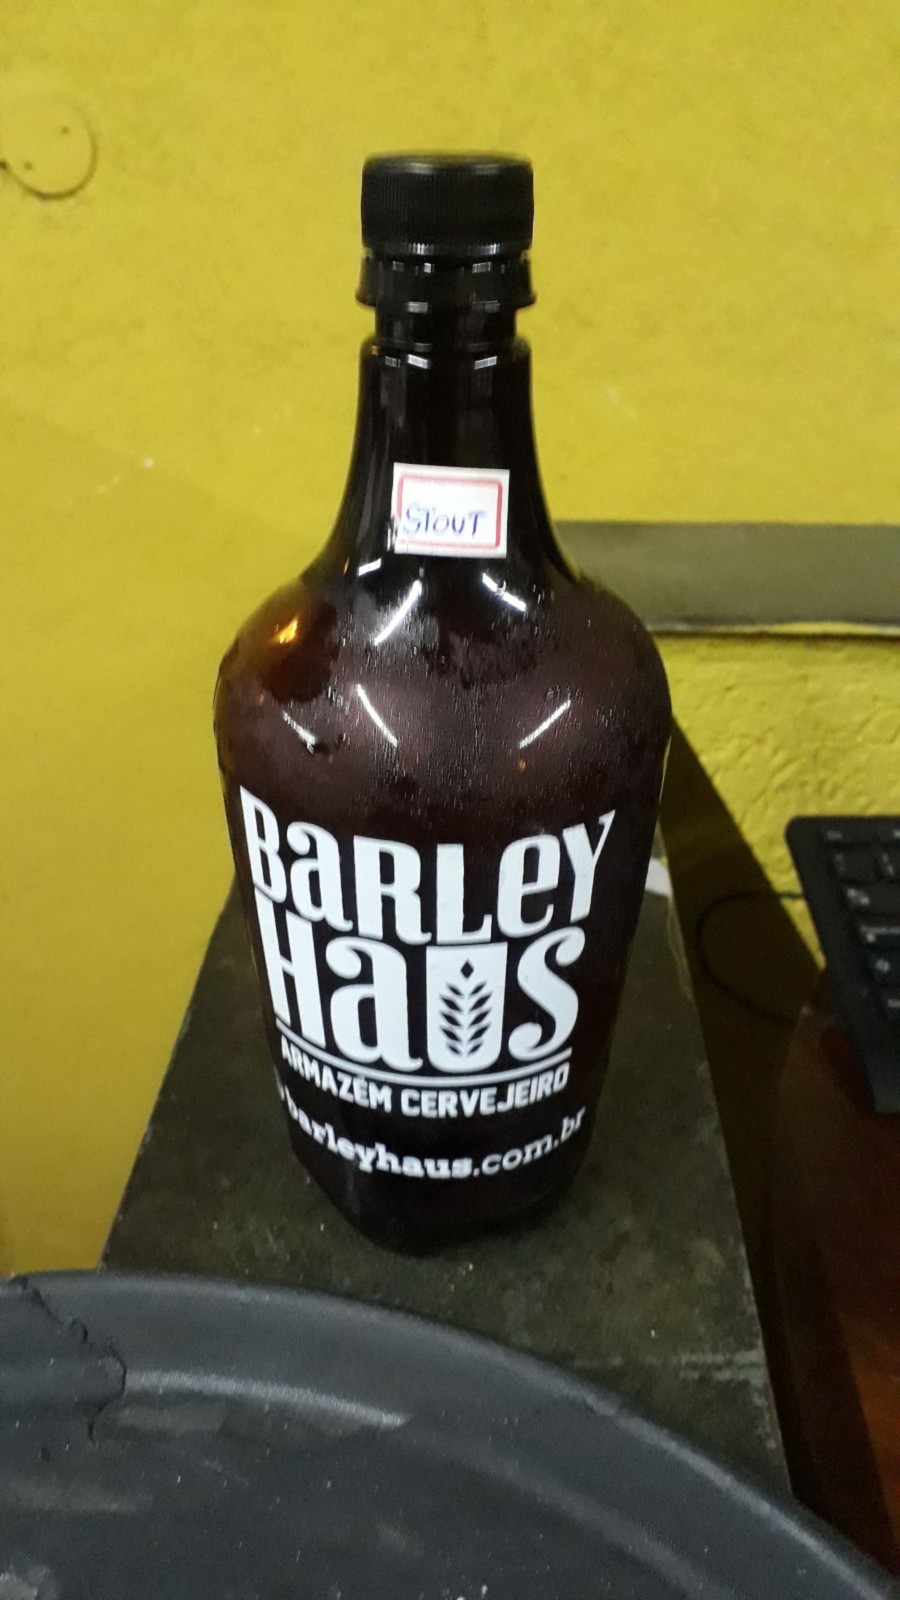 STOUT
BaRLeY
HaUS
ARMAZÉM CERVEJEIRO
barleyhaus.com.br